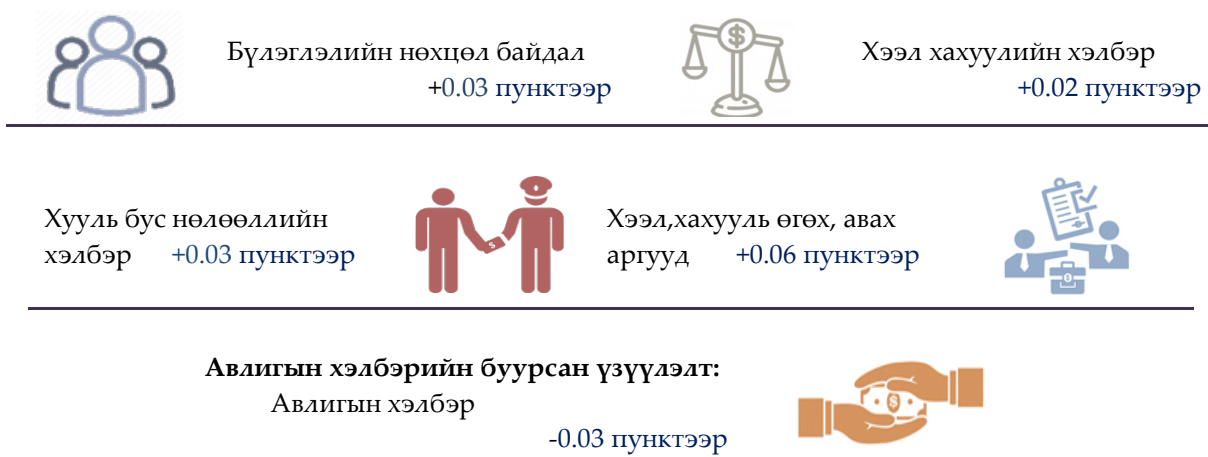 Бүлэглэлийн нөхцөл байдал
+0.03 пунктээр
Хээл хахуулийн хэлбэр
+0.02 пунктээр
Хууль бус нөлөөллийн
хэлбэр +0.03 пунктээр
Хээл,хахууль өгөх, авах
аргууд +0.06 пунктээр
Авлигын хэлбэрийн буурсан үзүүлэлт:
Авлигын хэлбэр
-0.03 пунктээр